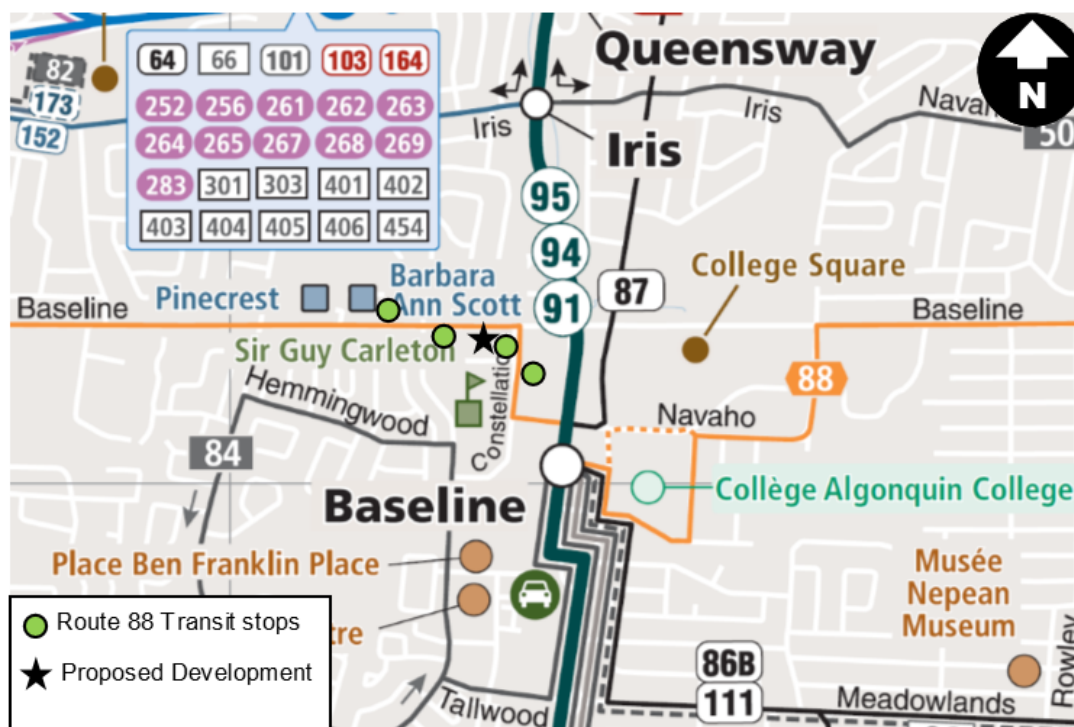 Queensway
N
82
173
152
64 66 101 103 164
252 256 261 262 263
264 265 267 268 269
283 301 303 401 402
403 404 405 406 454
Iris
Iris
Iris
Iris
Navaho
50
95
94
91
87
College Square
Pinecrest
Barbara
Ann Scott
Baseline
Baseline
Sir Guy Carleton
Constellation
Hemmingwood
84
88
Navaho
Baseline
Collège Algonquin College
Place Ben Franklin Place
Musée
Nepean
Museum
Rowley
86B
111
Meadowlands
Tallwood
Route 88 Transit stops
Proposed Development